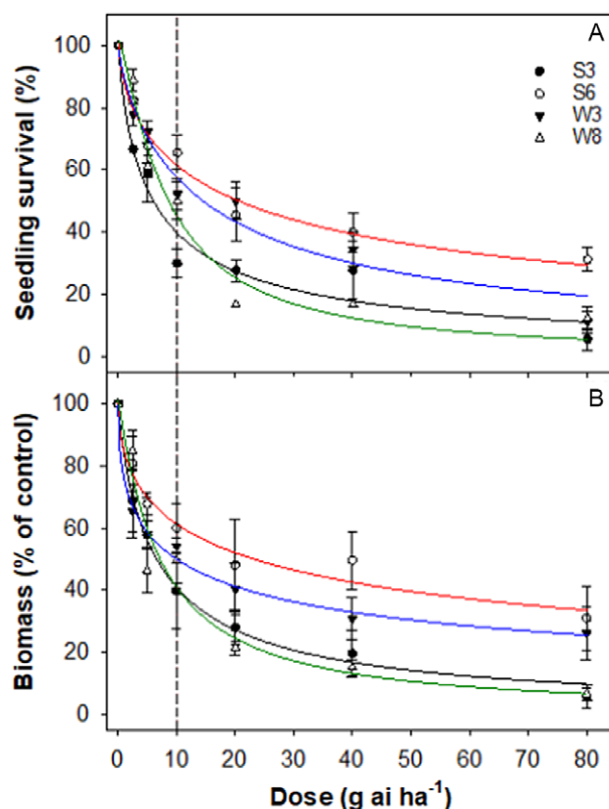 A
Seedling survival (%)
100
80
60
40
20
0
S3
S6
W3
W8
B
Biomass (% of control)
100
80
60
40
20
0
0 10 20 30 40 50 60 70 80
Dose (g ai ha⁻¹)